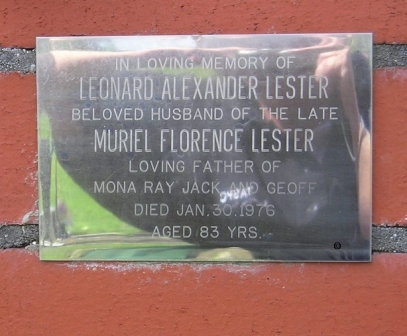 IN LOVING MEMORY OF
LEONARD ALEXANDER LESTER
BELOVED HUSBAND OF THE LATE
MURIEL FLORENCE LESTER
LOVING FATHER OF
MONA RAY JACK AND GEOFF
DIED JAN. 30. 1976
AGED 83 YRS.